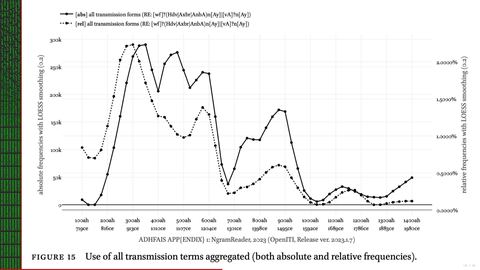 [abs] all transmission forms (RE: [wf]?(Hdv|Axbr|AnbA)n[Ay]|[vA]?n[Ay])
[rel] all transmission forms (RE: [wf]?(Hdv|Axbr|AnbA)n[Ay]|[vA]?n[Ay])
absolute frequencies with LOESS smoothing (0.2)
300k
250k
200k
150k
100k
50k
0
2.0000%
1.5000%
1.0000%
0.5000%
0.0000%
relative frequencies with LOESS smoothing (0.2)
100ah 200ah 300ah 400ah 500ah 600ah 700ah 800ah 900ah 1000ah 1100ah 1200ah 1300ah 1400ah
719ce 816ce 913ce 1010ce 1107ce 1204ce 1301ce 1398ce 1495ce 1592ce 1689ce 1786ce 1883ce 1980ce
ADHFAIS APP{ENDIX} 1: NgramReader, 2023 (OpenITI, Release ver. 2023.1.7)
FIGURE 15 Use of all transmission terms aggregated (both absolute and relative frequencies).